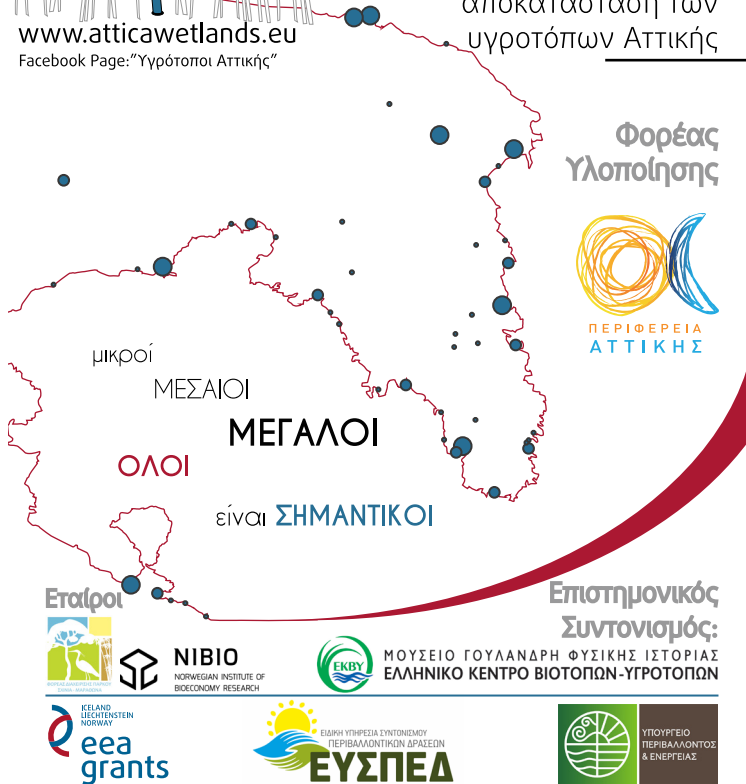 αποκατάσταση των
υγροτόπων Αττικής
www.atticawetlands.eu
Facebook Page:"Υγρότοποι Αττικής"
Φορέας
Υλοποίησης
ΠΕΡΙΦΕΡΕΙΑ
ΑΤΤΙΚΗΣ
μικροί
ΜΕΣΑΙΟΙ
ΜΕΓΑΛΟΙ
ΟΛΟΙ
είναι ΣΗΜΑΝΤΙΚΟΙ
Εταίροι
NIBIO
NORWEGIAN INSTITUTE OF
BIOECONOMY RESEARCH
Επιστημονικός
Συντονισμός:
ΕΚΒΥ
ΜΟΥΣΕΙΟ ΓΟΥΛΑΝΔΡΗ ΦΥΣΙΚΗΣ ΙΣΤΟΡΙΑΣ
ΕΛΛΗΝΙΚΟ ΚΕΝΤΡΟ ΒΙΟΤΟΠΩΝ-ΥΓΡΟΤΟΠΩΝ
ICELAND
LIECHTENSTEIN
NORWAY
eea
grants
ΕΙΔΙΚΗ ΥΠΗΡΕΣΙΑ ΣΥΝΤΟΝΙΣΜΟΥ
ΠΕΡΙΒΑΛΛΟΝΤΙΚΩΝ ΔΡΑΣΕΩΝ
ΕΥΣΠΕΔ
ΥΠΟΥΡΓΕΙΟ
ΠΕΡΙΒΑΛΛΟΝΤΟΣ
& ΕΝΕΡΓΕΙΑΣ